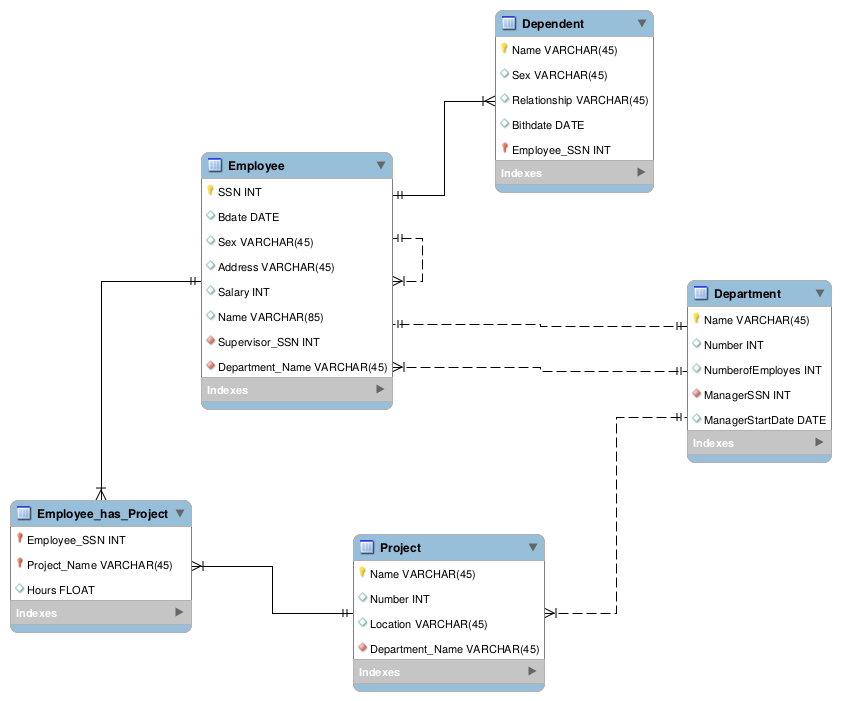 Dependent
Name VARCHAR(45)
Sex VARCHAR(45)
Relationship VARCHAR(45)
Bithdate DATE
Employee_SSN INT
Indexes
Employee
SSN INT
Bdate DATE
Sex VARCHAR(45)
Address VARCHAR(45)
Salary INT
Name VARCHAR(85)
Supervisor_SSN INT
Department_Name VARCHAR(45)
Indexes
Department
Name VARCHAR(45)
Number INT
NumberofEmployes INT
ManagerSSN INT
ManagerStartDate DATE
Indexes
Employee_has_Project
Employee_SSN INT
Project_Name VARCHAR(45)
Hours FLOAT
Indexes
Project
Name VARCHAR(45)
Number INT
Location VARCHAR(45)
Department_Name VARCHAR(45)
Indexes